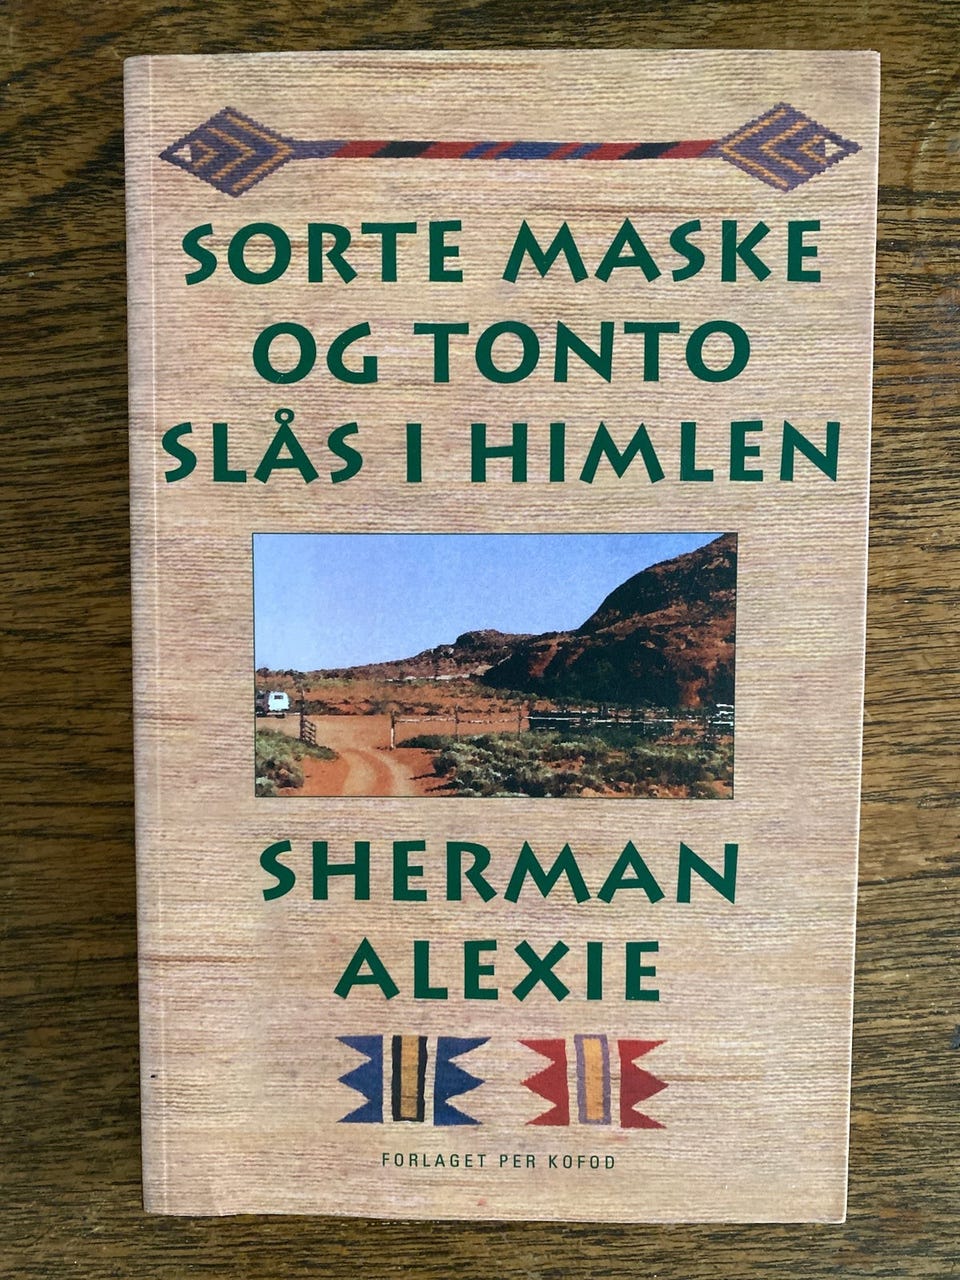 SORTE MASKE
OG TONTO
SLÅS I HIMLEN
SHERMAN
ALEXIE
FORLAGET PER KOFOD